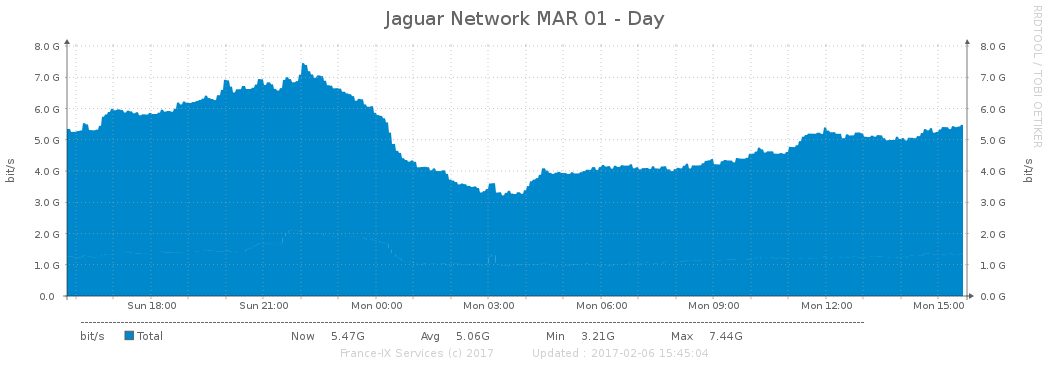 Jaguar Network MAR 01 - Day
RRDTOOL / TOBI OETIKER
bit/s
8.0 G 8.0 G
7.0 G 7.0 G
6.0 G 6.0 G
5.0 G 5.0 G
4.0 G 4.0 G
3.0 G 3.0 G
2.0 G 2.0 G
1.0 G 1.0 G
0.0 0.0 G
bit/s
Sun 18:00 Sun 21:00 Mon 00:00 Mon 03:00 Mon 06:00 Mon 09:00 Mon 12:00 Mon 15:00
bit/s Total Now 5.47G Avg 5.06G Min 3.21G Max 7.44G
France-IX Services (c) 2017 Updated : 2017-02-06 15:45:04